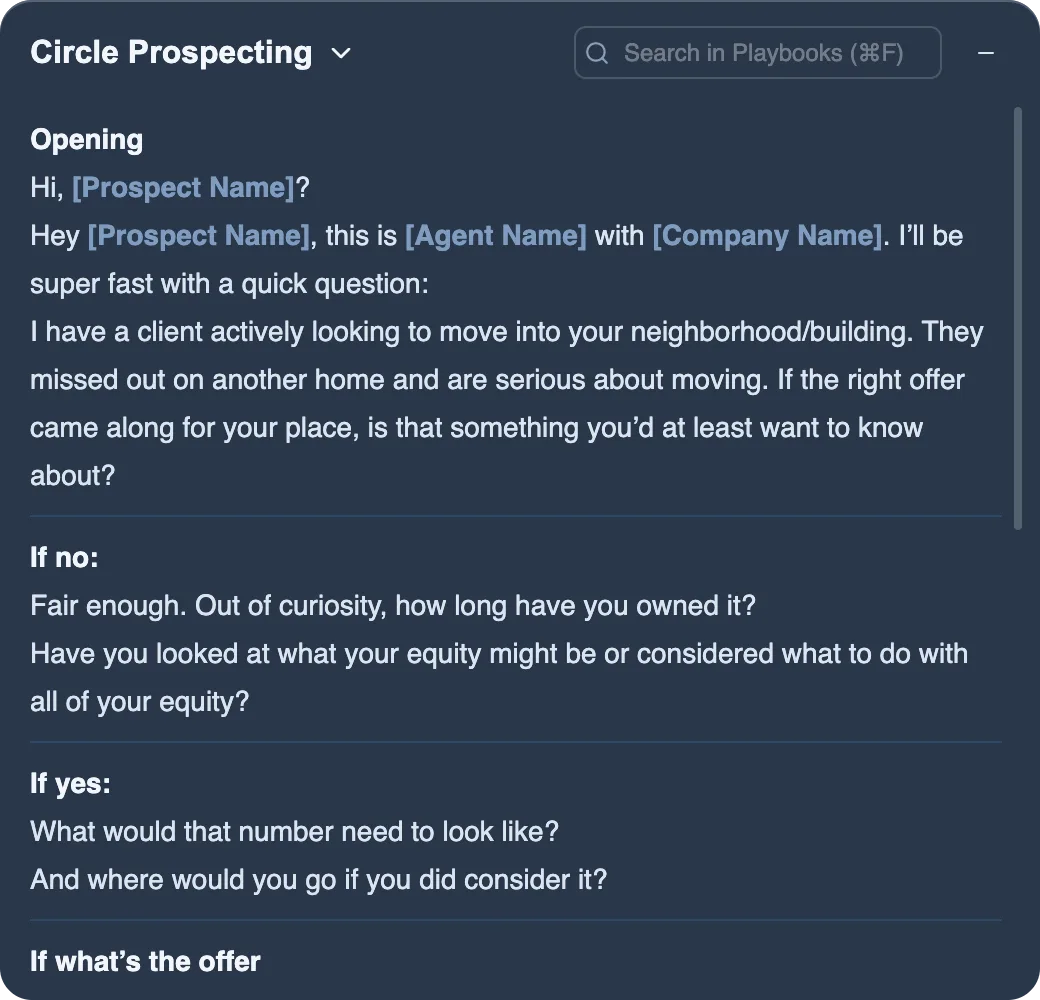 Circle Prospecting
Search in Playbooks (⌘F)
Opening
Hi, [Prospect Name]?
Hey [Prospect Name], this is [Agent Name] with [Company Name]. I’ll be
super fast with a quick question:
I have a client actively looking to move into your neighborhood/building. They
missed out on another home and are serious about moving. If the right offer
came along for your place, is that something you’d at least want to know
about?
If no:
Fair enough. Out of curiosity, how long have you owned it?
Have you looked at what your equity might be or considered what to do with
all of your equity?
If yes:
What would that number need to look like?
And where would you go if you did consider it?
If what’s the offer